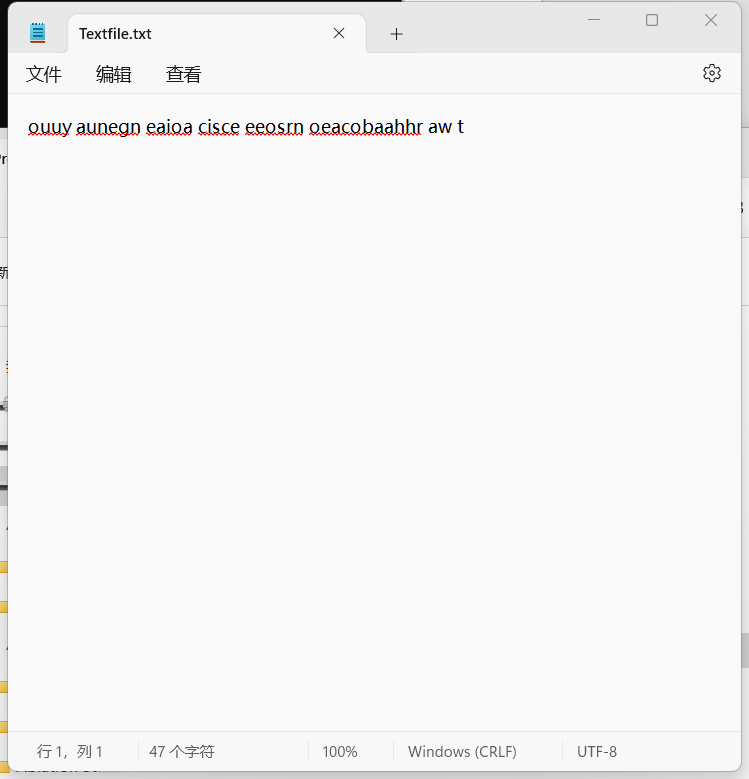 Textfile.txt
文件 编辑 查看
ouuy aunegn eaioa cisce eeosrn oeacobaahhr aw t
行 1，列 1 47 个字符 100% Windows (CRLF) UTF-8